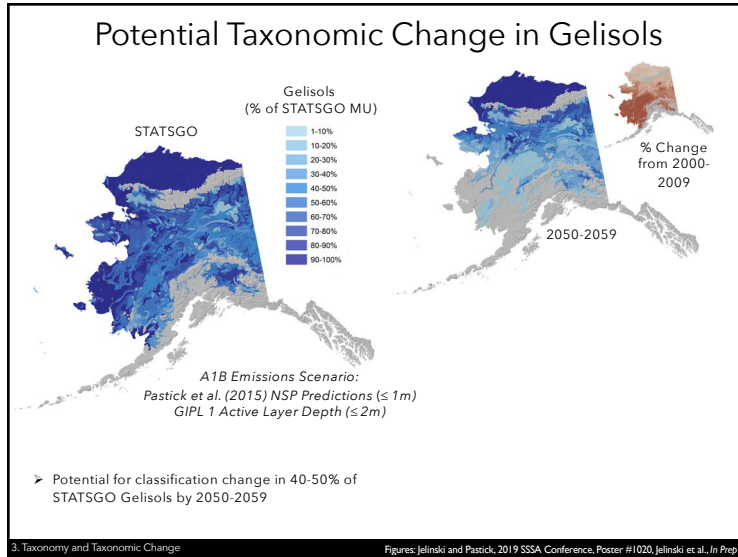 Potential Taxonomic Change in Gelisols
STATSGO
Gelisols
(% of STATSGO MU)
1-10%
10-20%
20-30%
30-40%
40-50%
50-60%
60-70%
70-80%
80-90%
90-100%
% Change
from 2000-
2009
2050-2059
A1B Emissions Scenario:
Pastick et al. (2015) NSP Predictions (≤ 1m)
GIPL 1 Active Layer Depth (≤ 2m)
➢ Potential for classification change in 40-50% of
STATSGO Gelisols by 2050-2059
3. Taxonomy and Taxonomic Change
Figures: Jelinski and Pastick, 2019 SSSA Conference, Poster #1020, Jelinski et al., In Prep